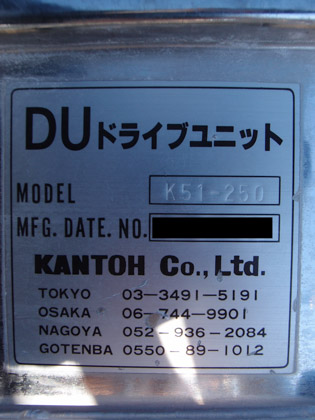 DUドライブユニット
MODEL K51-250
MFG. DATE. NO.
KANTOH Co., Ltd.
TOKYO 03-3491-5191
OSAKA 06-744-9901
NAGOYA 052-936-2084
GOTENBA 0550-89-1012